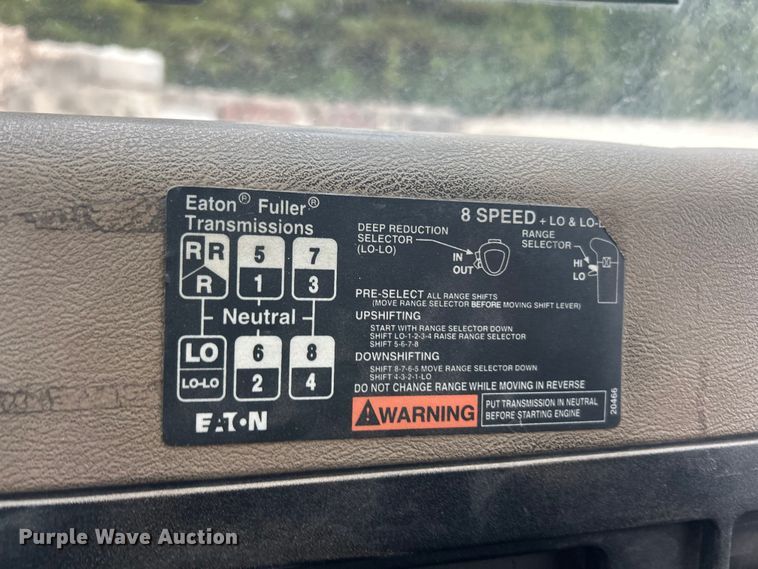 Eaton® Fuller®
Transmissions
8 SPEED + LO & LO-L
DEEP REDUCTION
SELECTOR
(LO-LO)
IN
OUT
RANGE
SELECTOR
HI
LO
R R 5 7
R 1 3
Neutral
LO 6 8
LO-LO 2 4
PRE-SELECT ALL RANGE SHIFTS
(MOVE RANGE SELECTOR BEFORE MOVING SHIFT LEVER)
UPSHIFTING
START WITH RANGE SELECTOR DOWN
SHIFT LO-1-2-3-4 RAISE RANGE SELECTOR
SHIFT 5-6-7-8
DOWNSHIFTING
SHIFT 8-7-6-5 MOVE RANGE SELECTOR DOWN
SHIFT 4-3-2-1-LO
DO NOT CHANGE RANGE WHILE MOVING IN REVERSE
WARNING
PUT TRANSMISSION IN NEUTRAL
BEFORE STARTING ENGINE
20466
EATON
Purple Wave Auction